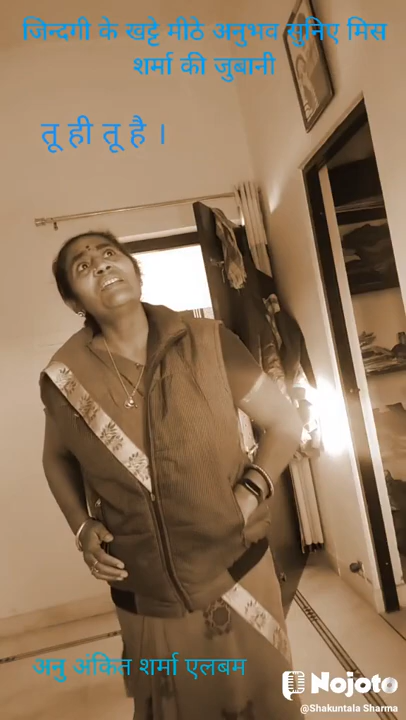 जिन्दगी के खट्टे मीठे अनुभव सुनिए मिस
शर्मा की जुबानी
तू ही तू है ।
अनु अंकित शर्मा एलबम
Nojoto
@Shakuntala Sharma